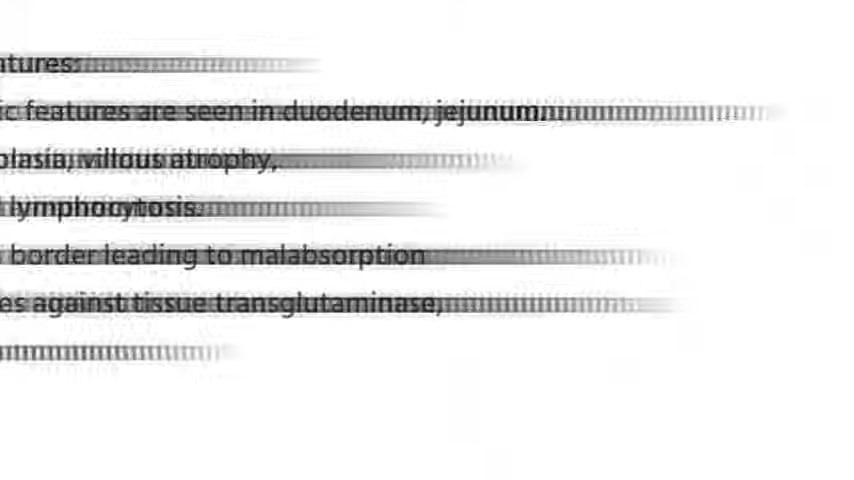 atures:
ic features are seen in duodenum, jejunum.
plasia, villous atrophy,
lymphocytosis.
border leading to malabsorption
es against tissue transglutaminase,